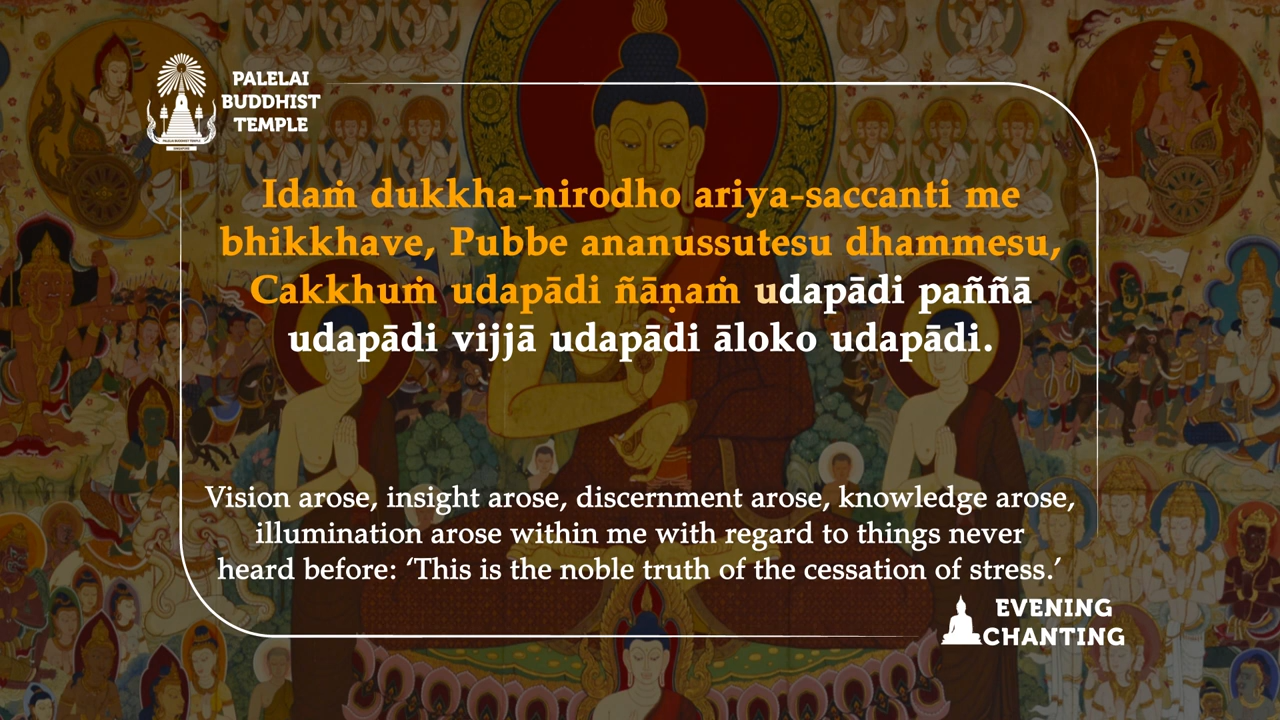 PALELAI
BUDDHIST
TEMPLE
Idaṁ dukkha-nirodho ariya-saccanti me
bhikkhave, Pubbe ananussutesu dhammesu,
Cakkhuṁ udapādi ñāṇaṁ udapādi paññā
udapādi vijjā udapādi āloko udapādi.
Vision arose, insight arose, discernment arose, knowledge arose,
illumination arose within me with regard to things never
heard before: ‘This is the noble truth of the cessation of stress.’
EVENING
CHANTING